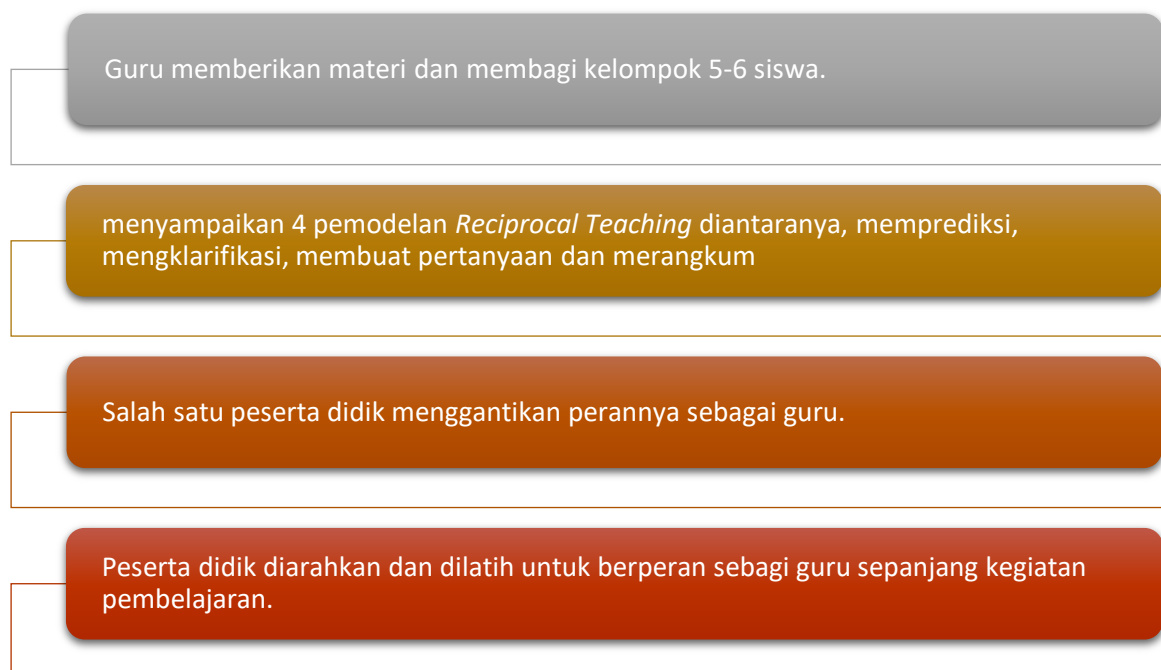 Guru memberikan materi dan membagi kelompok 5-6 siswa.
menyampaikan 4 pemodelan Reciprocal Teaching diantaranya, memprediksi,
mengklarifikasi, membuat pertanyaan dan merangkum
Salah satu peserta didik menggantikan perannya sebagai guru.
Peserta didik diarahkan dan dilatih untuk berperan sebagi guru sepanjang kegiatan
pembelajaran.